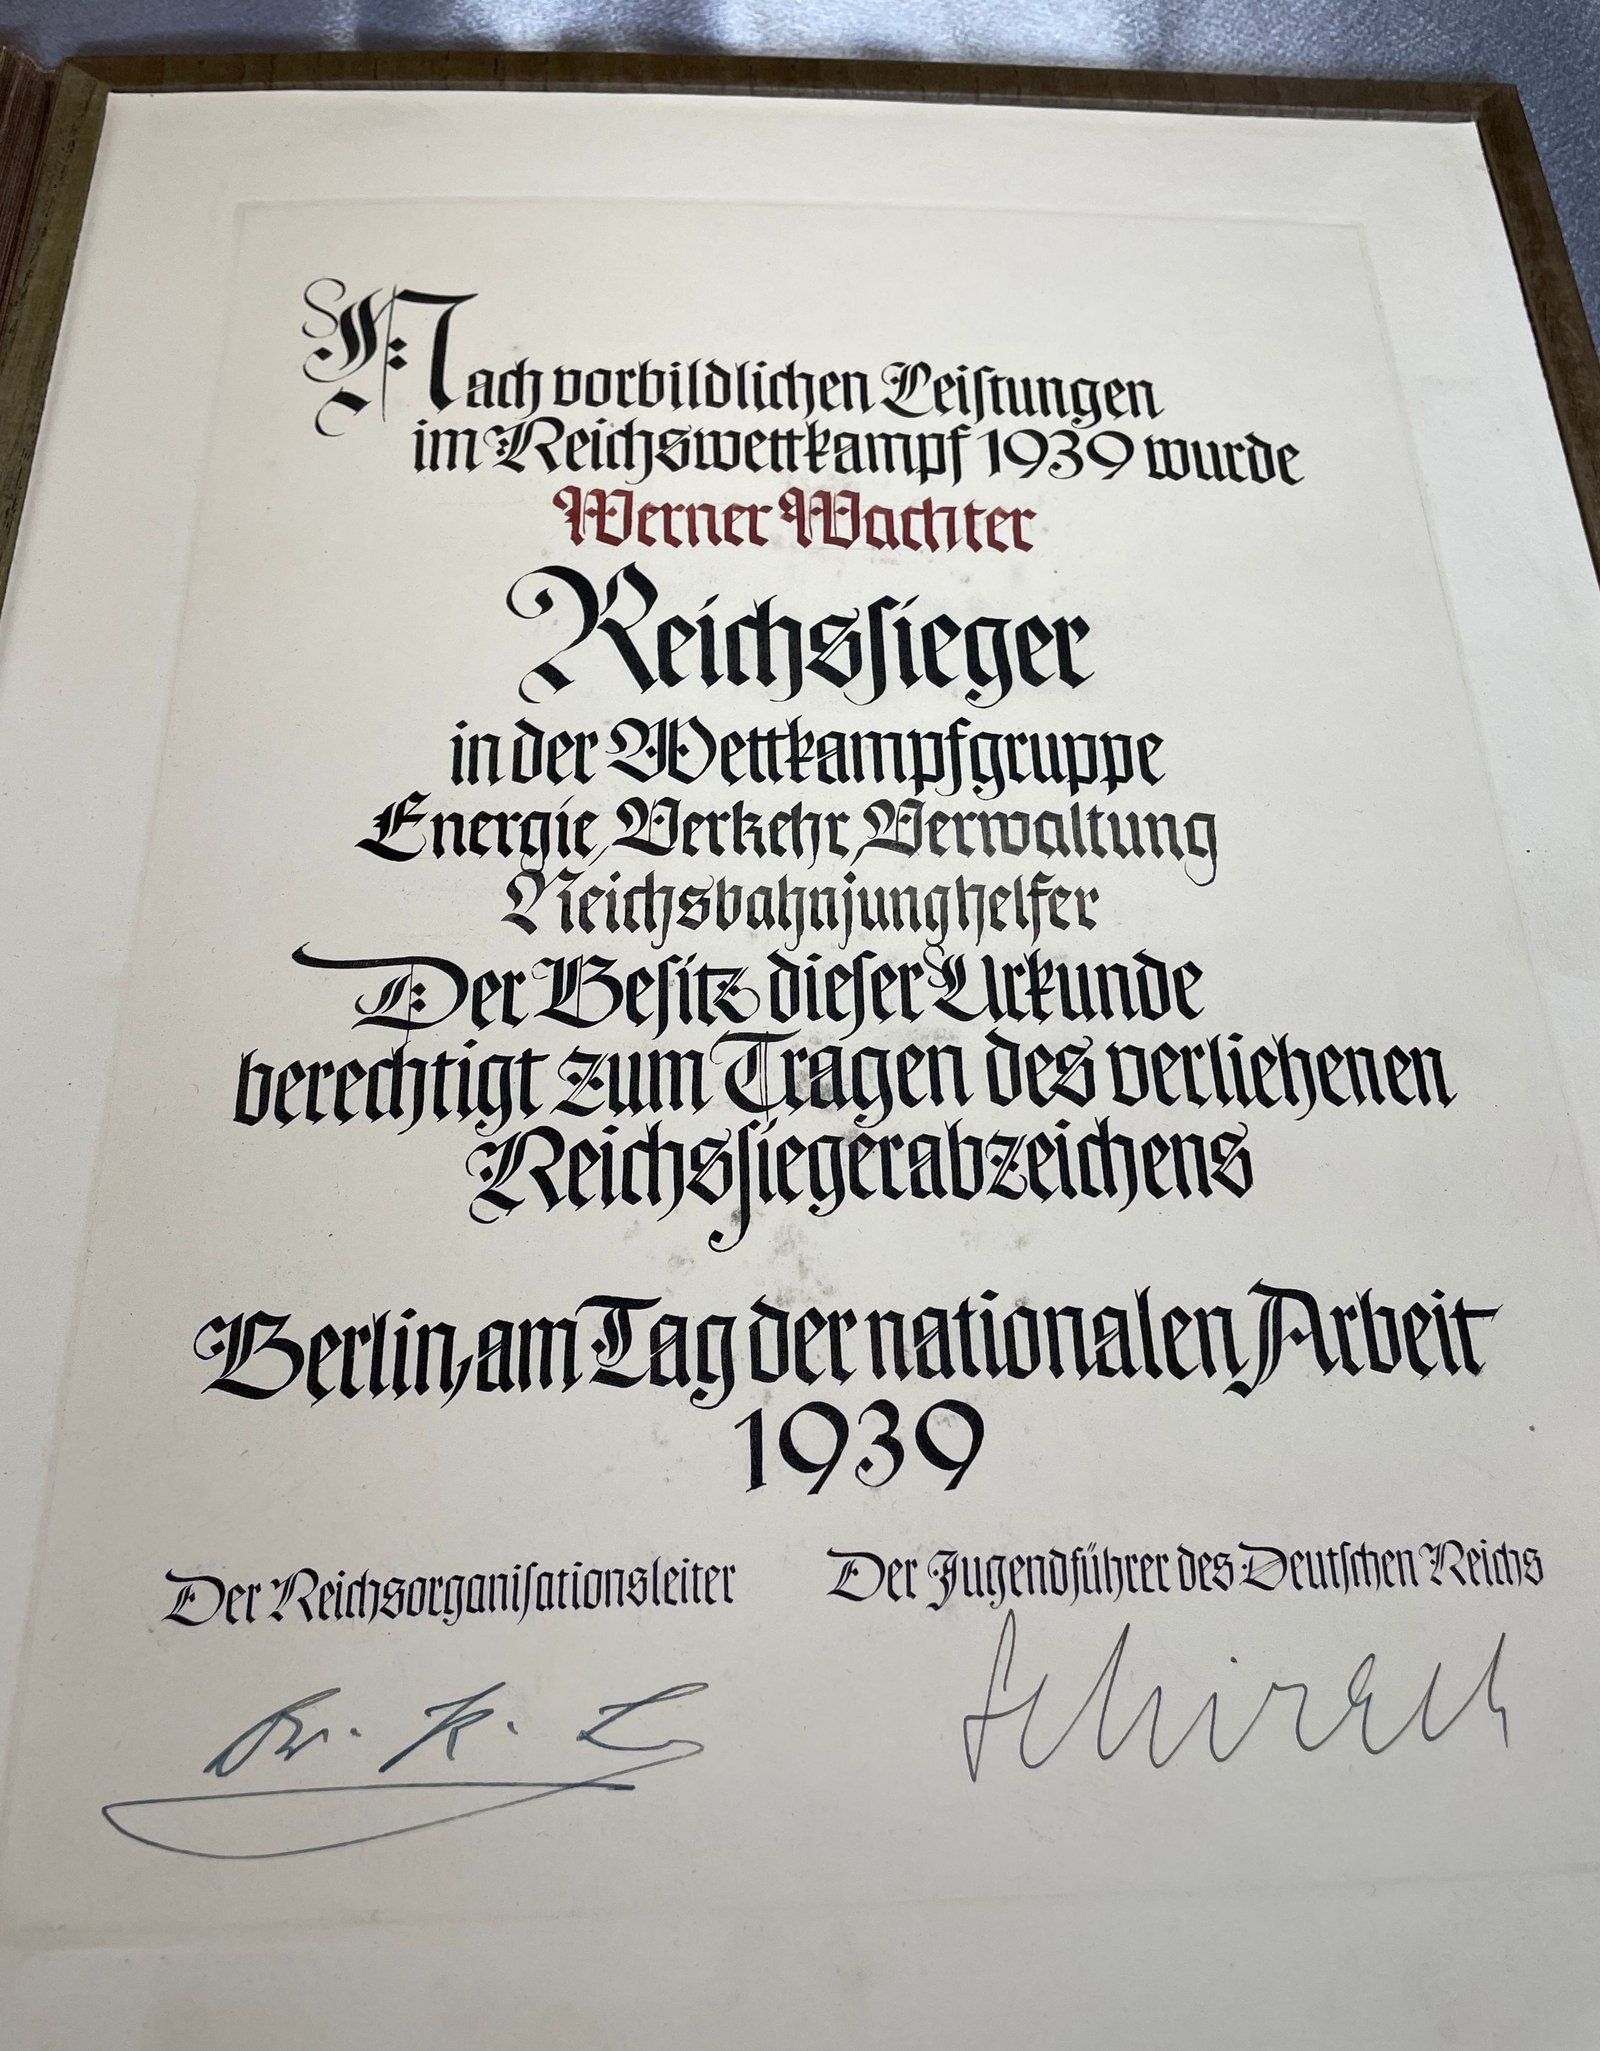 Nach vorbildlichen Leiſtungen
im Reichswettkampf 1939 wurde
Werner Wachter
Reichsſieger
in der Wettkampfgruppe
Energie, Verkehr, Verwaltung
Reichsbahnjunghelfer
Der Beſitz dieſer Urkunde
berechtigt zum Tragen des verliehenen
Reichsſiegerabzeichens
Berlin, am Tag der nationalen Arbeit
1939
Der Reichsorganiſationsleiter Der Jugendführer des Deutſchen Reichs
Dr. R. L Schirach